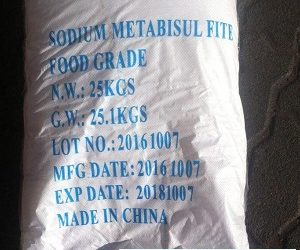 SODIUM METABISUL FITE
FOOD GRADE
N.W.: 25KGS
G.W.: 25.1KGS
LOT NO.: 20161007
MFG DATE: 20161007
EXP DATE: 20181007
MADE IN CHINA